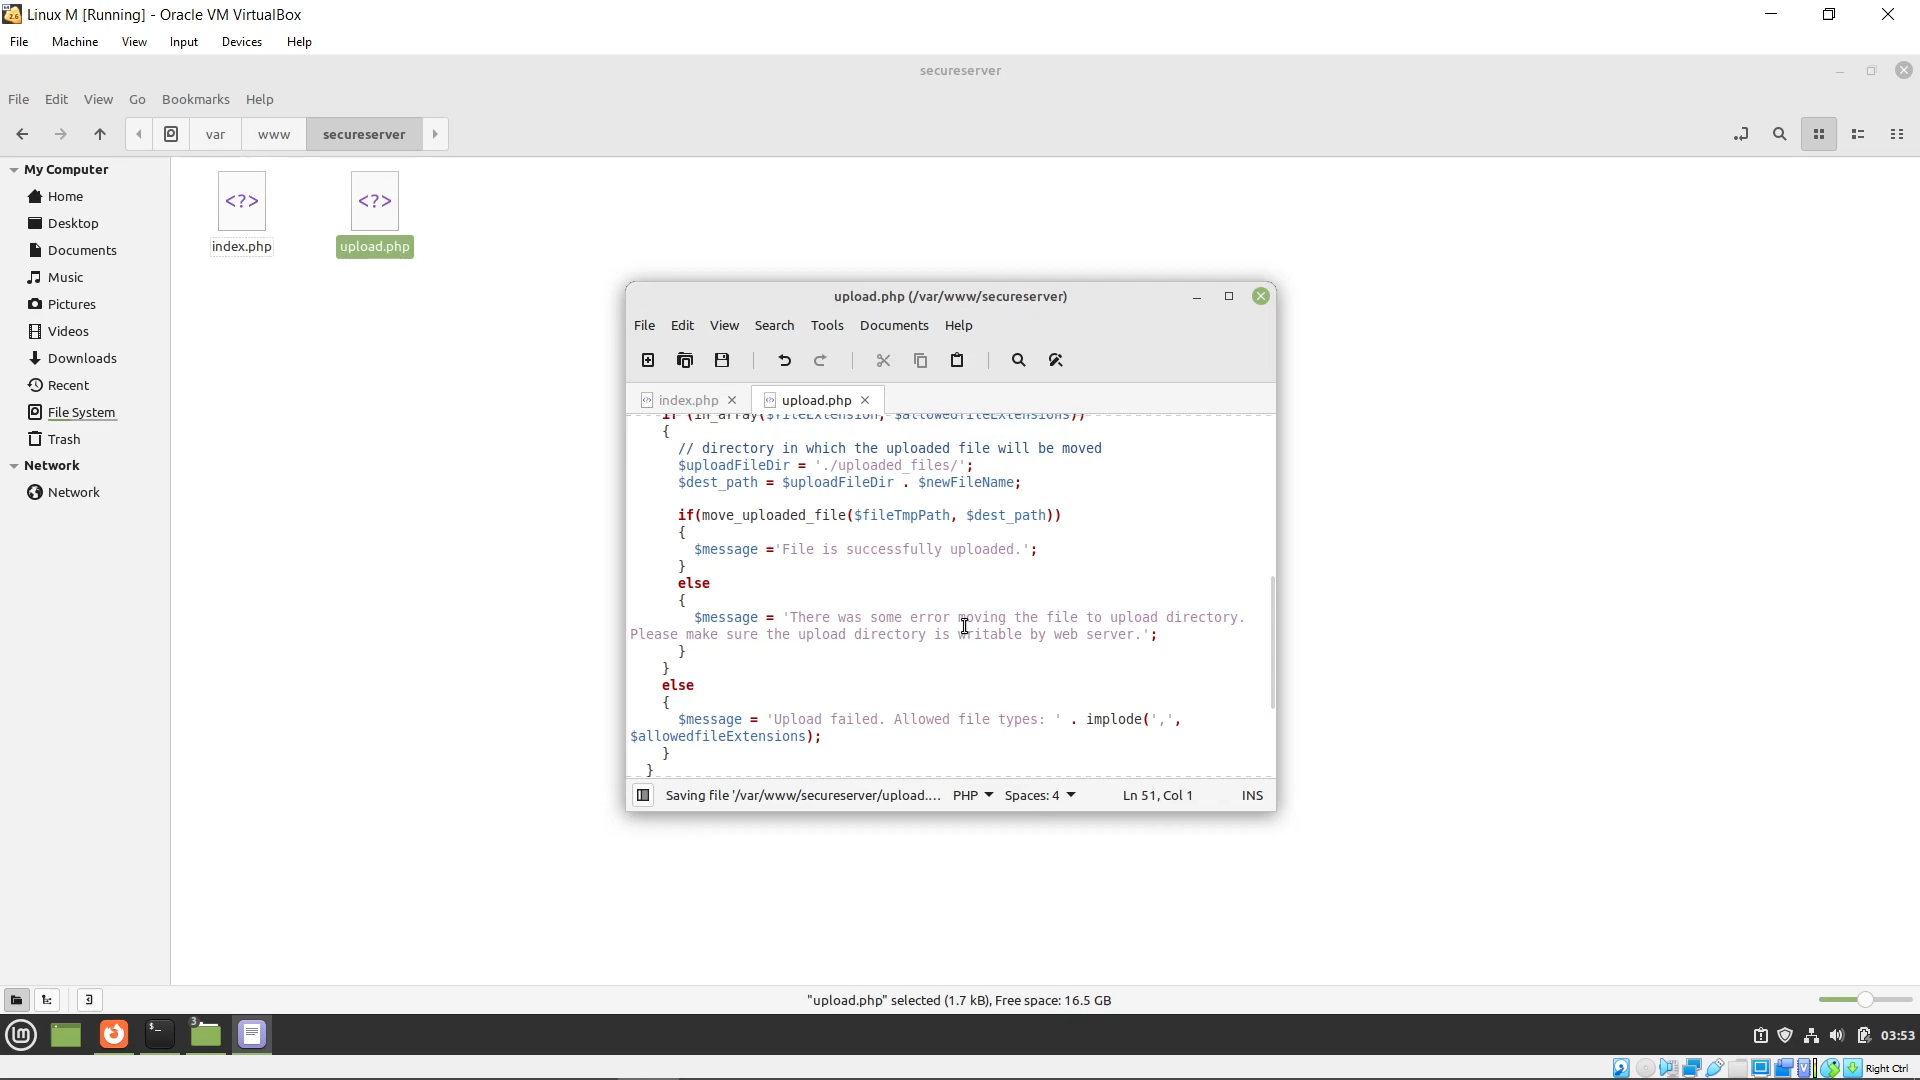 Linux M [Running] - Oracle VM VirtualBox
File Machine View Input Devices Help
secureserver
File Edit View Go Bookmarks Help
var www secureserver
My Computer
Home
Desktop
Documents
Music
Pictures
Videos
Downloads
Recent
File System
Trash
Network
Network
<?> <?>
index.php upload.php
upload.php (/var/www/secureserver)
File Edit View Search Tools Documents Help
index.php upload.php
if (in_array($fileExtension, $allowedfileExtensions))
{
// directory in which the uploaded file will be moved
$uploadFileDir = './uploaded_files/';
$dest_path = $uploadFileDir . $newFileName;
if(move_uploaded_file($fileTmpPath, $dest_path))
{
$message ='File is successfully uploaded.';
}
else
{
$message = 'There was some error moving the file to upload directory.
Please make sure the upload directory is writable by web server.';
}
}
else
{
$message = 'Upload failed. Allowed file types: ' . implode(',',
$allowedfileExtensions);
}
}
Saving file '/var/www/secureserver/upload.... PHP Spaces: 4 Ln 51, Col 1 INS
"upload.php" selected (1.7 kB), Free space: 16.5 GB
3
03:53
Right Ctrl